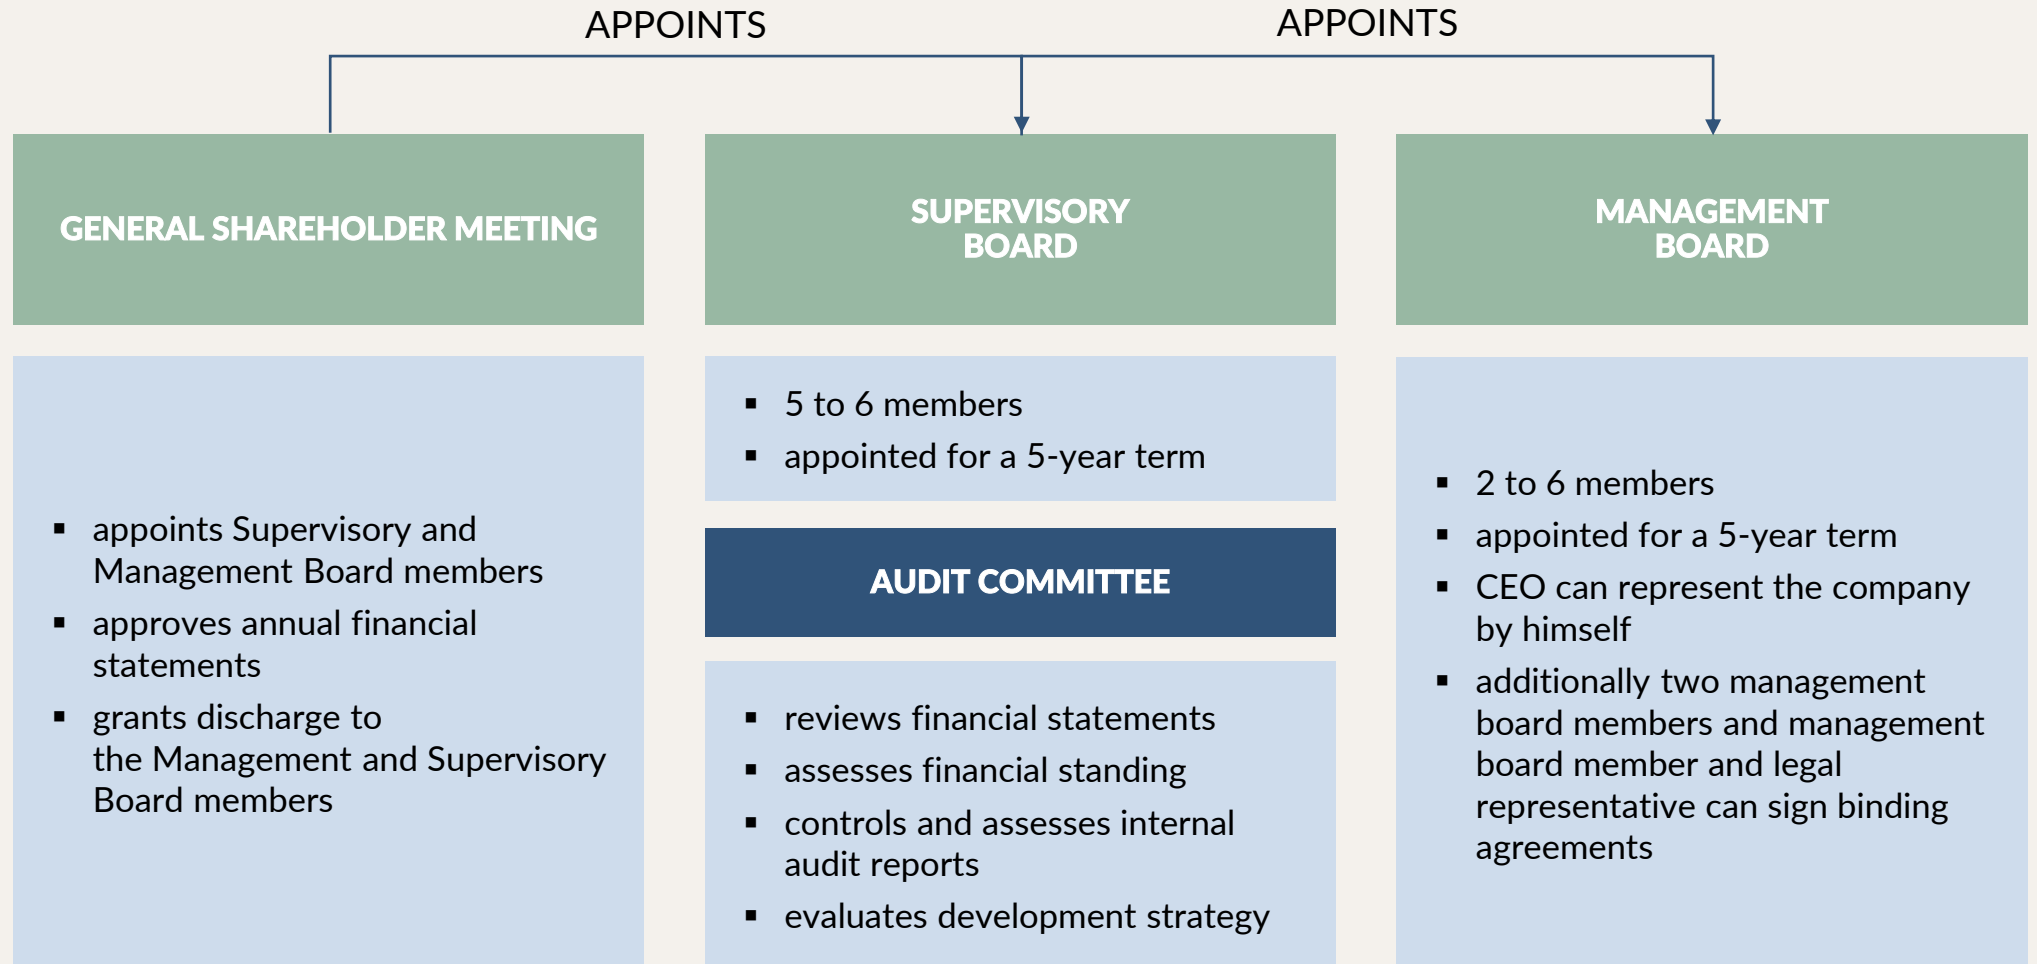 APPOINTS
APPOINTS
GENERAL SHAREHOLDER MEETING
▪ appoints Supervisory and
Management Board members
▪ approves annual financial
statements
▪ grants discharge to
the Management and Supervisory
Board members
SUPERVISORY
BOARD
▪ 5 to 6 members
▪ appointed for a 5-year term
AUDIT COMMITTEE
▪ reviews financial statements
▪ assesses financial standing
▪ controls and assesses internal
audit reports
▪ evaluates development strategy
MANAGEMENT
BOARD
▪ 2 to 6 members
▪ appointed for a 5-year term
▪ CEO can represent the company
by himself
▪ additionally two management
board members and management
board member and legal
representative can sign binding
agreements